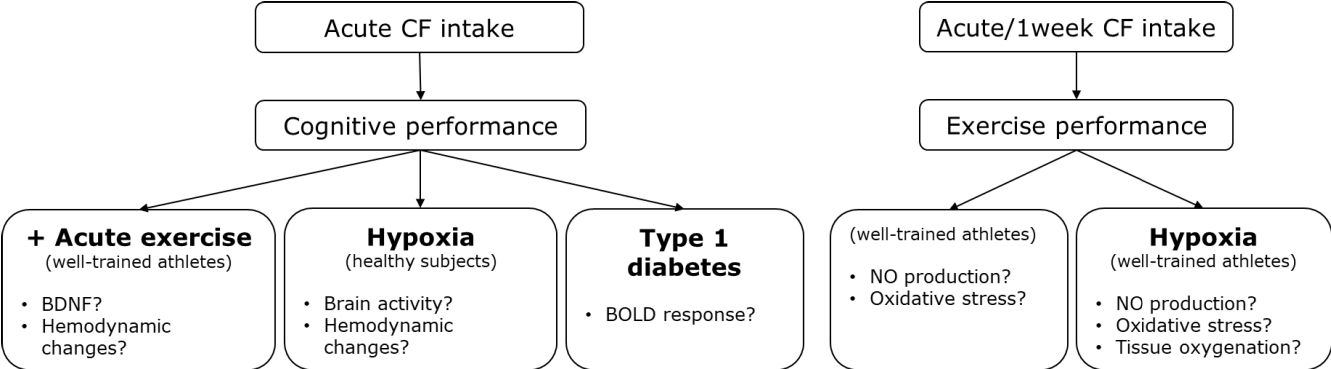 Acute CF intake
Cognitive performance
+ Acute exercise
(well-trained athletes)
• BDNF?
• Hemodynamic
changes?
Hypoxia
(healthy subjects)
• Brain activity?
• Hemodynamic
changes?
Type 1
diabetes
• BOLD response?
Acute/1week CF intake
Exercise performance
(well-trained athletes)
• NO production?
• Oxidative stress?
Hypoxia
(well-trained athletes)
• NO production?
• Oxidative stress?
• Tissue oxygenation?